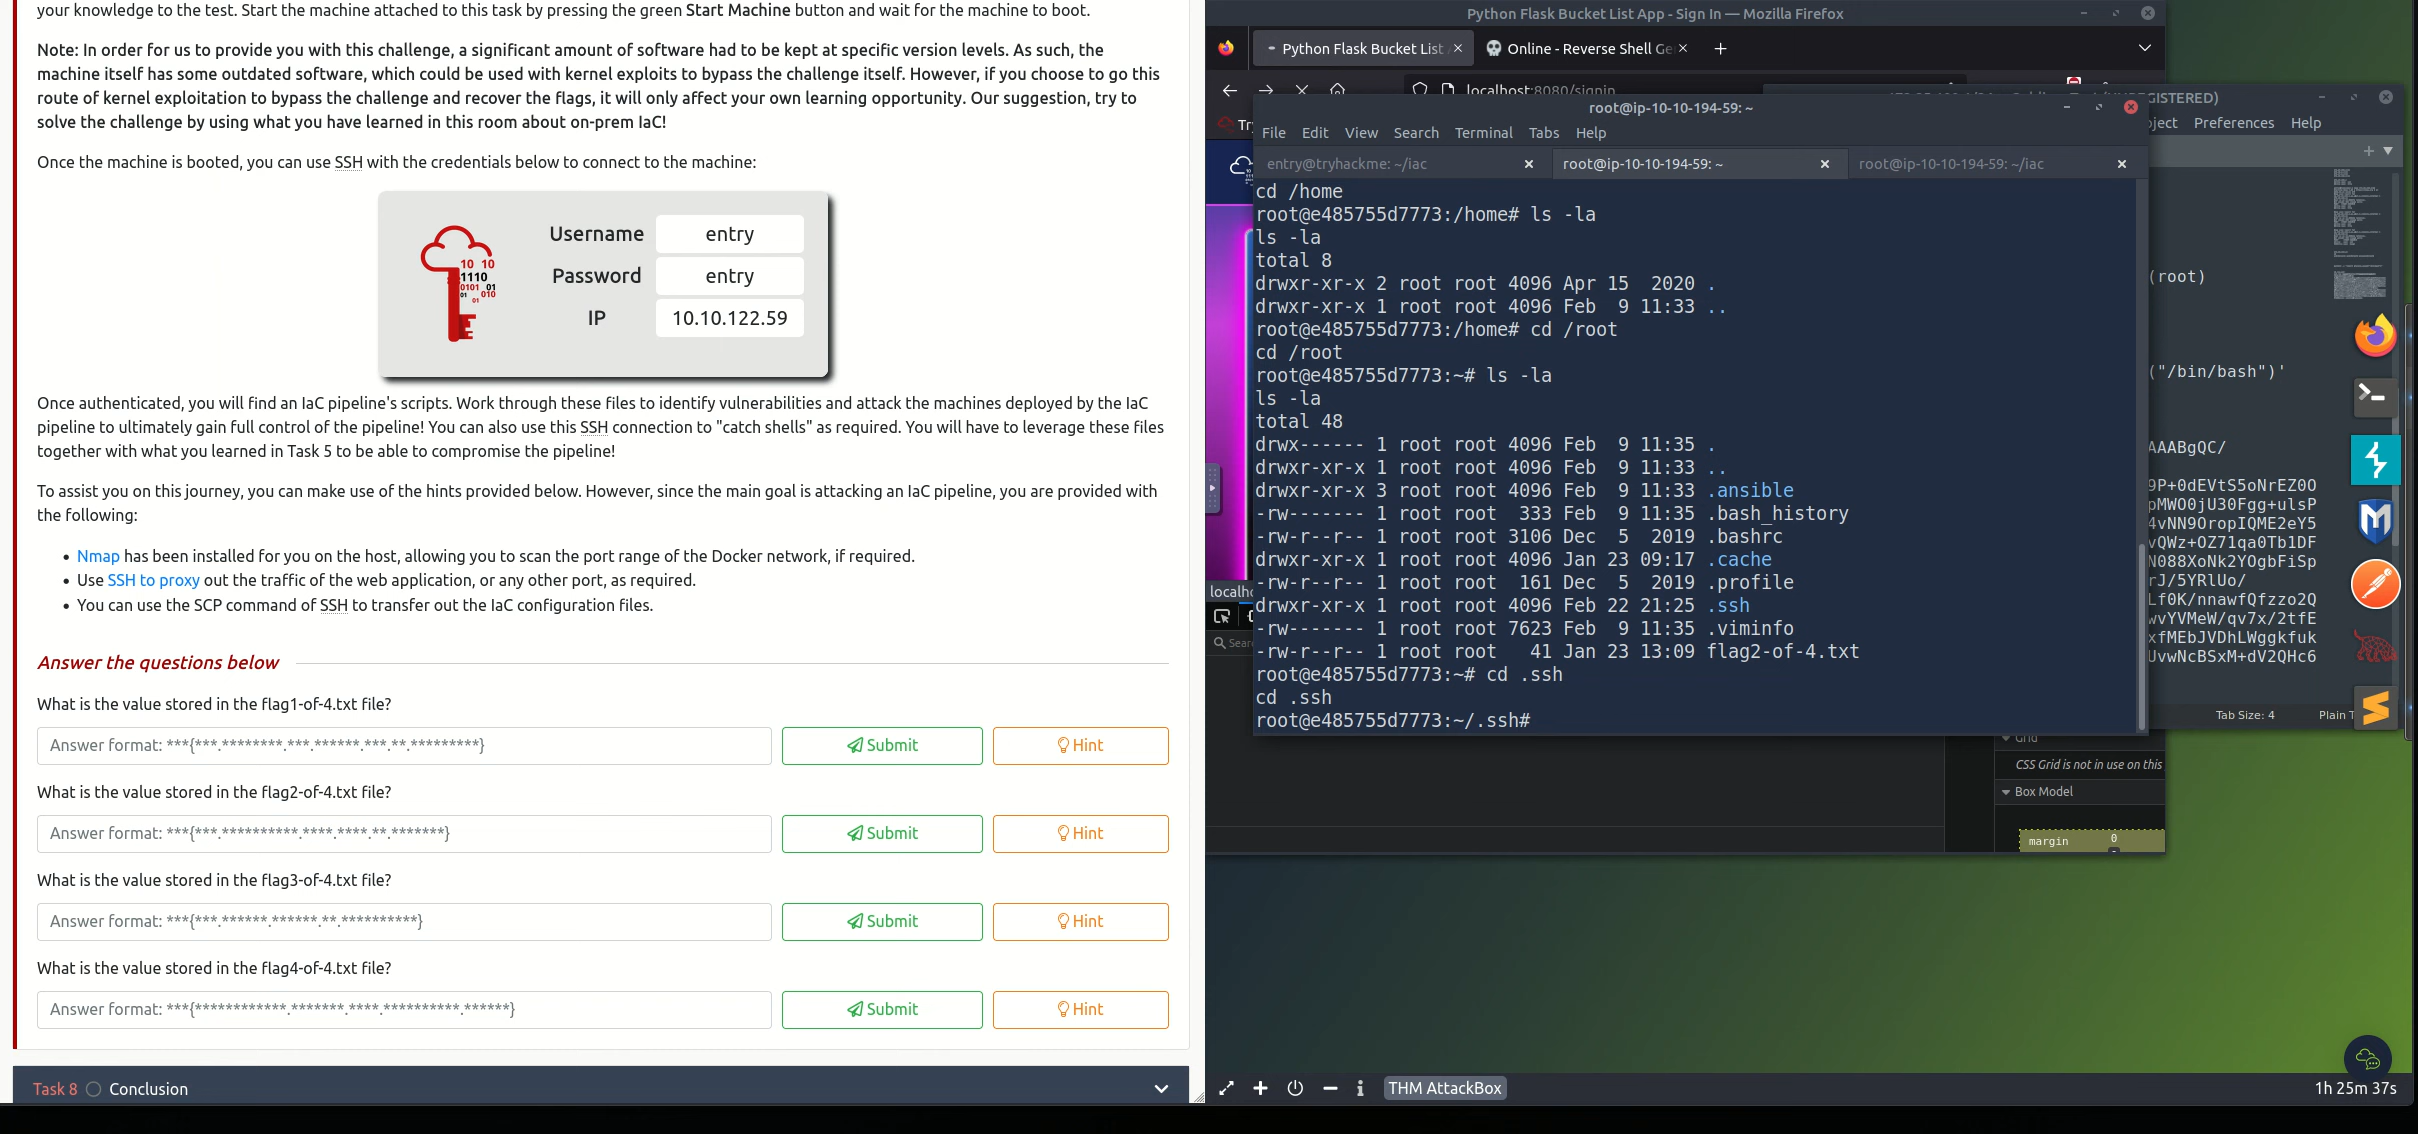 your knowledge to the test. Start the machine attached to this task by pressing the green Start Machine button and wait for the machine to boot.
Note: In order for us to provide you with this challenge, a significant amount of software had to be kept at specific version levels. As such, the
machine itself has some outdated software, which could be used with kernel exploits to bypass the challenge itself. However, if you choose to go this
route of kernel exploitation to bypass the challenge and recover the flags, it will only affect your own learning opportunity. Our suggestion, try to
solve the challenge by using what you have learned in this room about on-prem IaC!
Once the machine is booted, you can use SSH with the credentials below to connect to the machine:
Username entry
Password entry
IP 10.10.122.59
Once authenticated, you will find an IaC pipeline's scripts. Work through these files to identify vulnerabilities and attack the machines deployed by the IaC
pipeline to ultimately gain full control of the pipeline! You can also use this SSH connection to "catch shells" as required. You will have to leverage these files
together with what you learned in Task 5 to be able to compromise the pipeline!
To assist you on this journey, you can make use of the hints provided below. However, since the main goal is attacking an IaC pipeline, you are provided with
the following:
• Nmap has been installed for you on the host, allowing you to scan the port range of the Docker network, if required.
• Use SSH to proxy out the traffic of the web application, or any other port, as required.
• You can use the SCP command of SSH to transfer out the IaC configuration files.
Answer the questions below
What is the value stored in the flag1-of-4.txt file?
Answer format: ***{***.********.***.******.***.**.*********}
Submit
Hint
What is the value stored in the flag2-of-4.txt file?
Answer format: ***{***.**********.****.****.**.*******}
Submit
Hint
What is the value stored in the flag3-of-4.txt file?
Answer format: ***{***.******.******.**.**********}
Submit
Hint
What is the value stored in the flag4-of-4.txt file?
Answer format: ***{************.*******.****.**********.******}
Submit
Hint
Task 8 Conclusion
Python Flask Bucket List App - Sign In — Mozilla Firefox
Python Flask Bucket List
Online - Reverse Shell Ge
localhost:8080/signin
GISTERED)
Preferences Help
root@ip-10-10-194-59: ~
File Edit View Search Terminal Tabs Help
entry@tryhackme: ~/iac
root@ip-10-10-194-59: ~
root@ip-10-10-194-59: ~/iac
cd /home
root@e485755d7773:/home# ls -la
ls -la
total 8
drwxr-xr-x 2 root root 4096 Apr 15  2020 .
drwxr-xr-x 1 root root 4096 Feb  9 11:33 ..
root@e485755d7773:/home# cd /root
cd /root
root@e485755d7773:~# ls -la
ls -la
total 48
drwx------ 1 root root 4096 Feb  9 11:35 .
drwxr-xr-x 1 root root 4096 Feb  9 11:33 ..
drwxr-xr-x 3 root root 4096 Feb  9 11:33 .ansible
-rw------- 1 root root  333 Feb  9 11:35 .bash_history
-rw-r--r-- 1 root root 3106 Dec  5  2019 .bashrc
drwxr-xr-x 1 root root 4096 Jan 23 09:17 .cache
-rw-r--r-- 1 root root  161 Dec  5  2019 .profile
drwxr-xr-x 1 root root 4096 Feb 22 21:25 .ssh
-rw------- 1 root root 7623 Feb  9 11:35 .viminfo
-rw-r--r-- 1 root root   41 Jan 23 13:09 flag2-of-4.txt
root@e485755d7773:~# cd .ssh
cd .ssh
root@e485755d7773:~/.ssh#
(root)
("/bin/bash")'
AAABgQC/
9P+0dEVtS5oNrEZ0O
pMWO0jU30Fgg+ulsP
4vNN9OropIQME2eY5
vQWz+OZ71qa0Tb1DF
N088XoNk2YOgbFiSp
rJ/5YRlUo/
Lf0K/nnawfQfzzo2Q
wvYVMeW/qv7x/2tfE
xfMEbJVDhLWggkfuk
UvwNcBSxM+dV2QHc6
Tab Size: 4
Plain
Grid
CSS Grid is not in use on this
Box Model
margin 0
THM AttackBox
1h 25m 37s